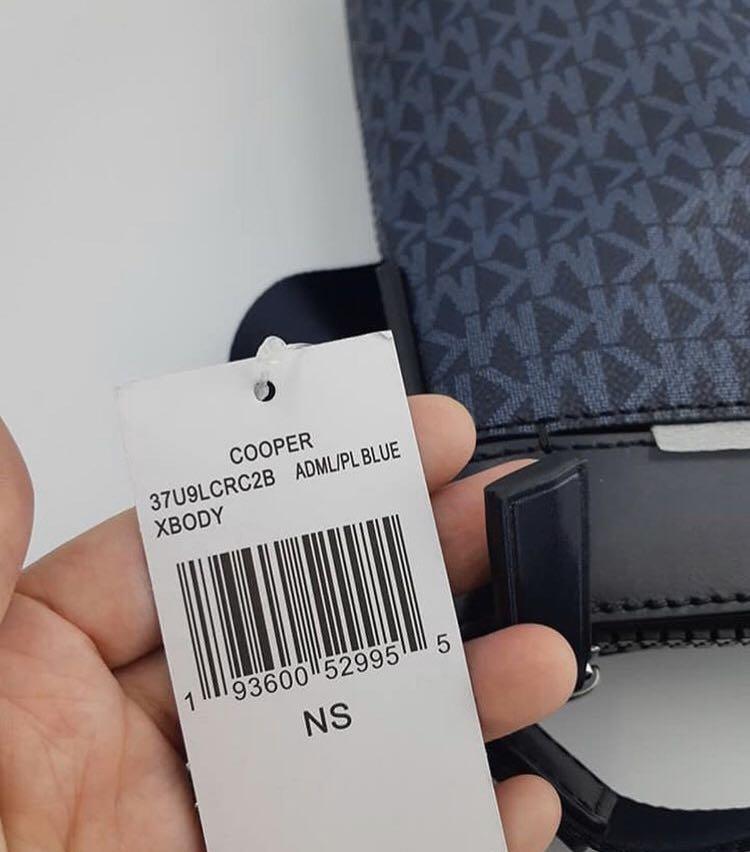 COOPER
37U9LCRC2B ADML/PL BLUE
XBODY
1 93600 52995 5
NS